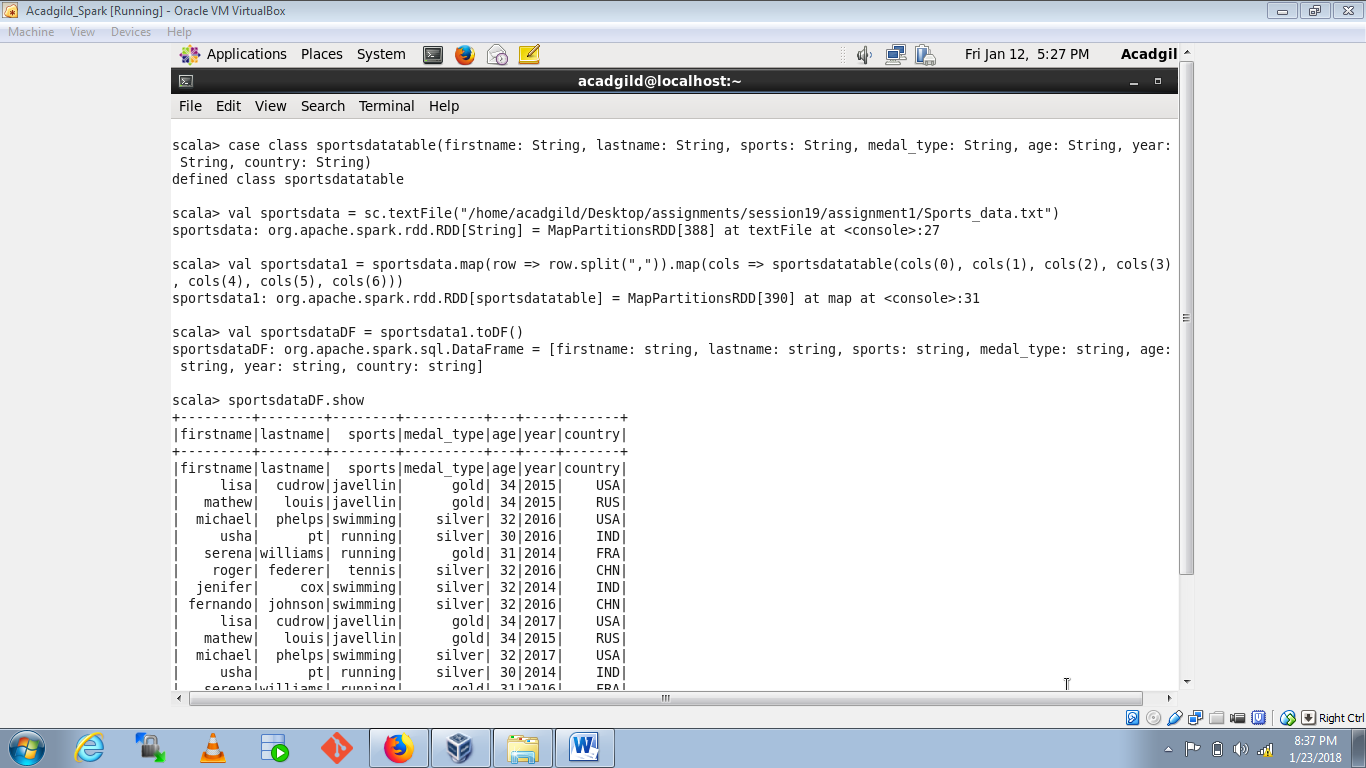 Acadgild_Spark [Running] - Oracle VM VirtualBox
Machine View Devices Help
Applications Places System Fri Jan 12, 5:27 PM Acadgil
acadgild@localhost:~
File Edit View Search Terminal Help
scala> case class sportsdatatable(firstname: String, lastname: String, sports: String, medal_type: String, age: String, year:
 String, country: String)
defined class sportsdatatable
scala> val sportsdata = sc.textFile("/home/acadgild/Desktop/assignments/session19/assignment1/Sports_data.txt")
sportsdata: org.apache.spark.rdd.RDD[String] = MapPartitionsRDD[388] at textFile at <console>:27
scala> val sportsdata1 = sportsdata.map(row => row.split(",")).map(cols => sportsdatatable(cols(0), cols(1), cols(2), cols(3)
, cols(4), cols(5), cols(6)))
sportsdata1: org.apache.spark.rdd.RDD[sportsdatatable] = MapPartitionsRDD[390] at map at <console>:31
scala> val sportsdataDF = sportsdata1.toDF()
sportsdataDF: org.apache.spark.sql.DataFrame = [firstname: string, lastname: string, sports: string, medal_type: string, age:
 string, year: string, country: string]
scala> sportsdataDF.show
+---------+--------+--------+----------+---+----+-------+
|firstname|lastname|  sports|medal_type|age|year|country|
+---------+--------+--------+----------+---+----+-------+
|firstname|lastname|  sports|medal_type|age|year|country|
|     lisa|  cudrow|javellin|      gold| 34|2015|    USA|
|   mathew|   louis|javellin|      gold| 34|2015|    RUS|
|  michael|  phelps|swimming|    silver| 32|2016|    USA|
|     usha|      pt| running|    silver| 30|2016|    IND|
|   serena|williams| running|      gold| 31|2014|    FRA|
|    roger| federer|  tennis|    silver| 32|2016|    CHN|
|  jenifer|     cox|swimming|    silver| 32|2014|    IND|
| fernando| johnson|swimming|    silver| 32|2016|    CHN|
|     lisa|  cudrow|javellin|      gold| 34|2017|    USA|
|   mathew|   louis|javellin|      gold| 34|2015|    RUS|
|  michael|  phelps|swimming|    silver| 32|2017|    USA|
|     usha|      pt| running|    silver| 30|2014|    IND|
|   serena|williams| running|      gold| 31|2016|    FRA|
Right Ctrl
8:37 PM
1/23/2018